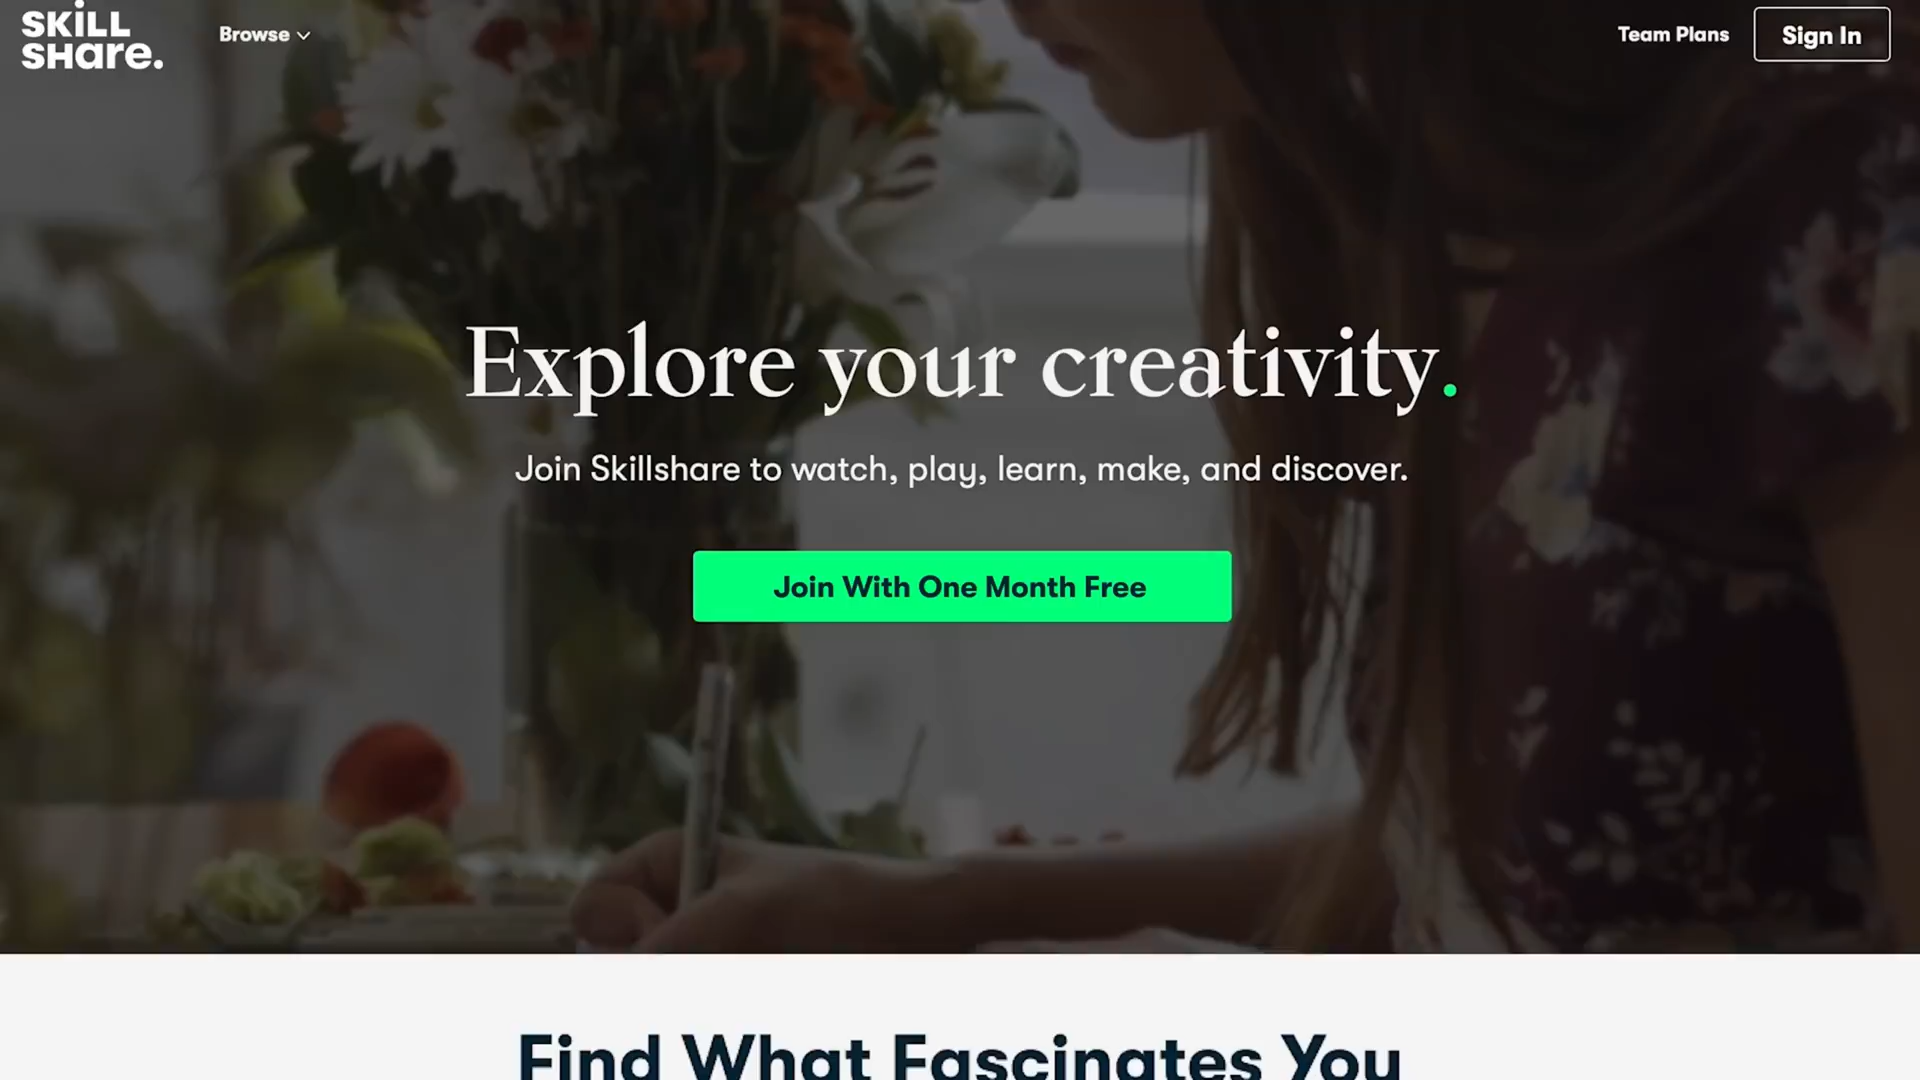 SKILL
SHare.
Browse
Team Plans
Sign In
Explore your creativity.
Join Skillshare to watch, play, learn, make, and discover.
Join With One Month Free
Find What Fascinates You